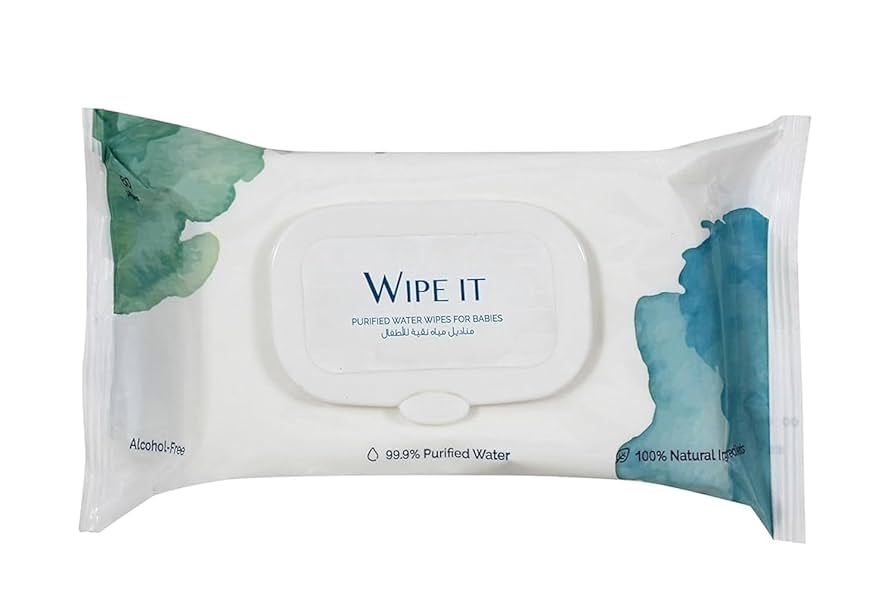 WIPE IT
PURIFIED WATER WIPES FOR BABIES
مناديل مياه نقية للأطفال
Alcohol-Free
99.9% Purified Water
100% Natural Ingredients